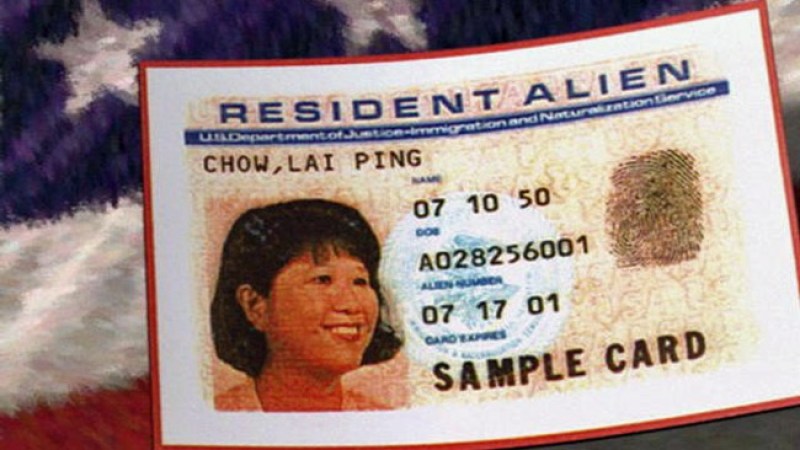 RESIDENT ALIEN
U.S. Department of Justice-Immigration and Naturalization Service
CHOW, LAI PING
NAME
07 10 50
DOB
A028256001
ALIEN NUMBER
07 17 01
CARD EXPIRES
SAMPLE CARD